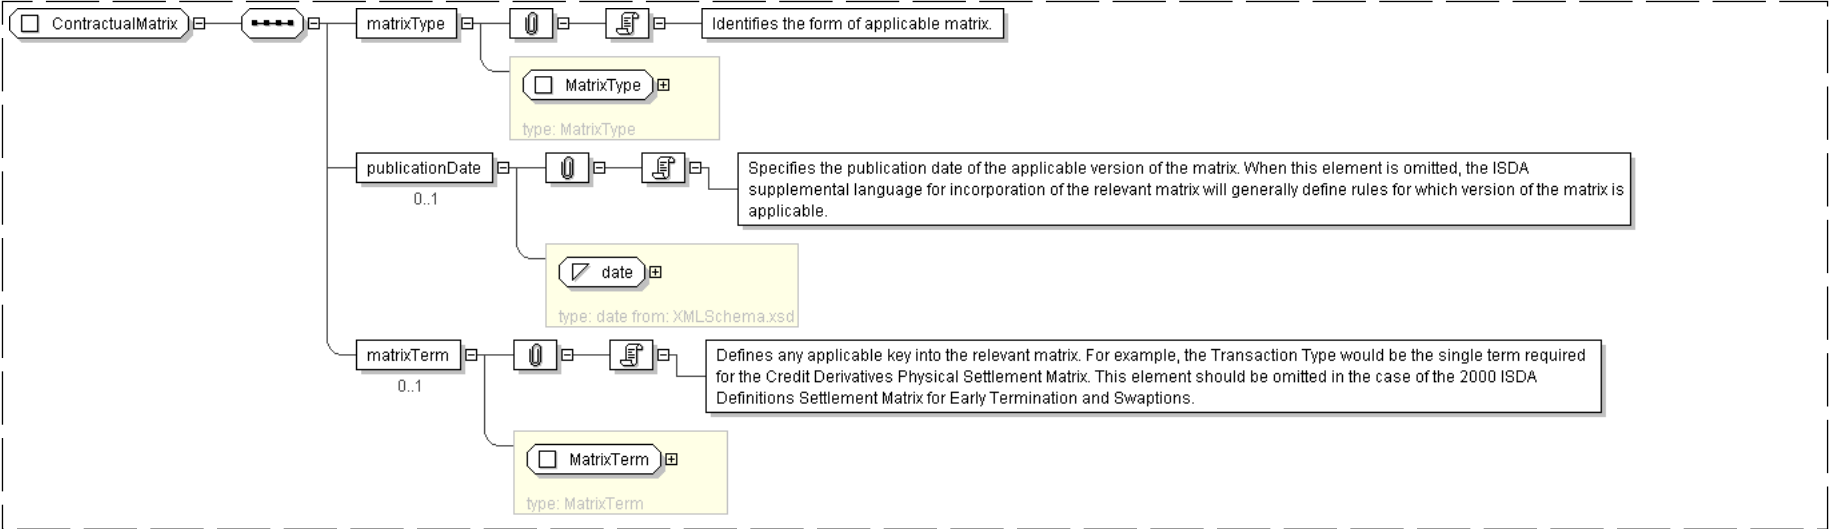 ContractualMatrix
matrixType
Identifies the form of applicable matrix.
MatrixType
type: MatrixType
publicationDate
0..1
Specifies the publication date of the applicable version of the matrix. When this element is omitted, the ISDA
supplemental language for incorporation of the relevant matrix will generally define rules for which version of the matrix is
applicable.
date
type: date from: XMLSchema.xsd
matrixTerm
0..1
Defines any applicable key into the relevant matrix. For example, the Transaction Type would be the single term required
for the Credit Derivatives Physical Settlement Matrix. This element should be omitted in the case of the 2000 ISDA
Definitions Settlement Matrix for Early Termination and Swaptions.
MatrixTerm
type: MatrixTerm